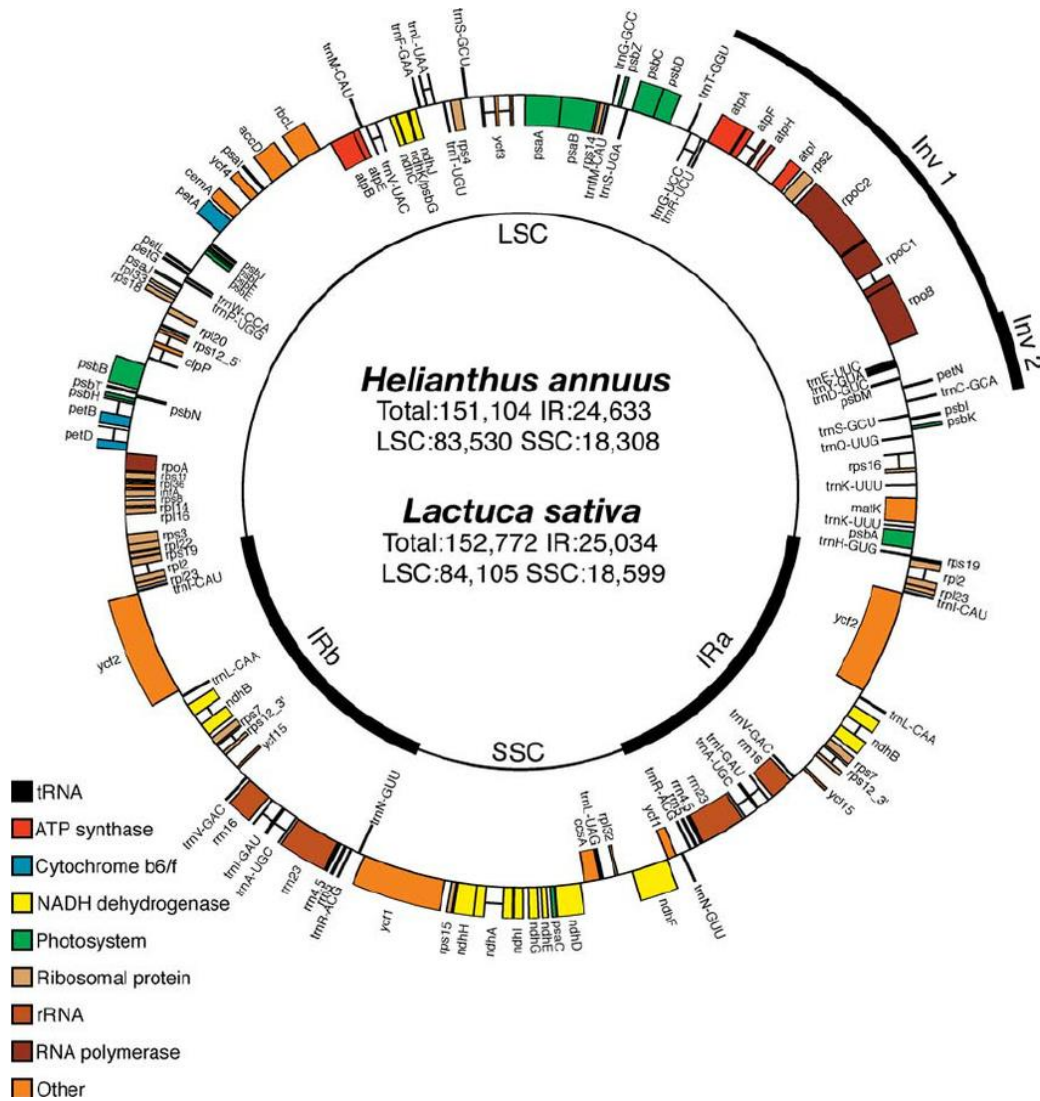 trnM-CAU
trnF-GAA
trnL-UAA
trnS-GCU
trnG-GCC
psbZ
psbC
psbD
trnT-GGU
atpA
atpF
atpH
atpI
rps2
rpoC2
rpoC1
rpoB
Inv 1
Inv 2
rbcL
accD
psaI
ycf4
cemA
petA
atpB
atpE
trnV-UAC
ndhC
ndhK/psbG
ndhJ
trnT-UGU
rps4
ycf3
psaA
psaB
rps14
trnfM-CAU
trnS-UGA
trnG-UCC
trnR-UCU
LSC
petL
petG
psaJ
rpl33
rps18
psbJ
psbL
psbF
psbE
trnW-CCA
trnP-UGG
rpl20
rps12_5'
clpP
psbB
psbT
psbH
petB
petD
psbN
rpoA
rps11
rpl36
infA
rps8
rpl14
rpl16
rps3
rpl22
rps19
rpl2
rpl23
trnI-CAU
Helianthus annuus
Total:151,104 IR:24,633
LSC:83,530 SSC:18,308
Lactuca sativa
Total:152,772 IR:25,034
LSC:84,105 SSC:18,599
trnE-UUC
trnY-GUA
trnD-GUC
psbM
petN
trnC-GCA
psbI
psbK
trnS-GCU
trnQ-UUG
rps16
trnK-UUU
matK
trnK-UUU
psbA
trnH-GUG
rps19
rpl2
rpl23
trnI-CAU
IRb
IRa
SSC
ycf2
trnL-CAA
ndhB
rps7
rps12_3'
ycf15
trnV-GAC
rrn16
trnI-GAU
trnA-UGC
rrn23
rrn4.5
rrn5
trnR-ACG
trnN-GUU
ycf1
rps15
ndhH
ndhA
ndhI
ndhG
ndhE
psaC
ndhD
ccsA
trnL-UAG
rpl32
ndhF
ycf1
trnN-GUU
trnR-ACG
rrn5
rrn4.5
rrn23
trnA-UGC
trnI-GAU
rrn16
trnV-GAC
ycf15
rps12_3'
rps7
ndhB
trnL-CAA
ycf2
tRNA
ATP synthase
Cytochrome b6/f
NADH dehydrogenase
Photosystem
Ribosomal protein
rRNA
RNA polymerase
Other